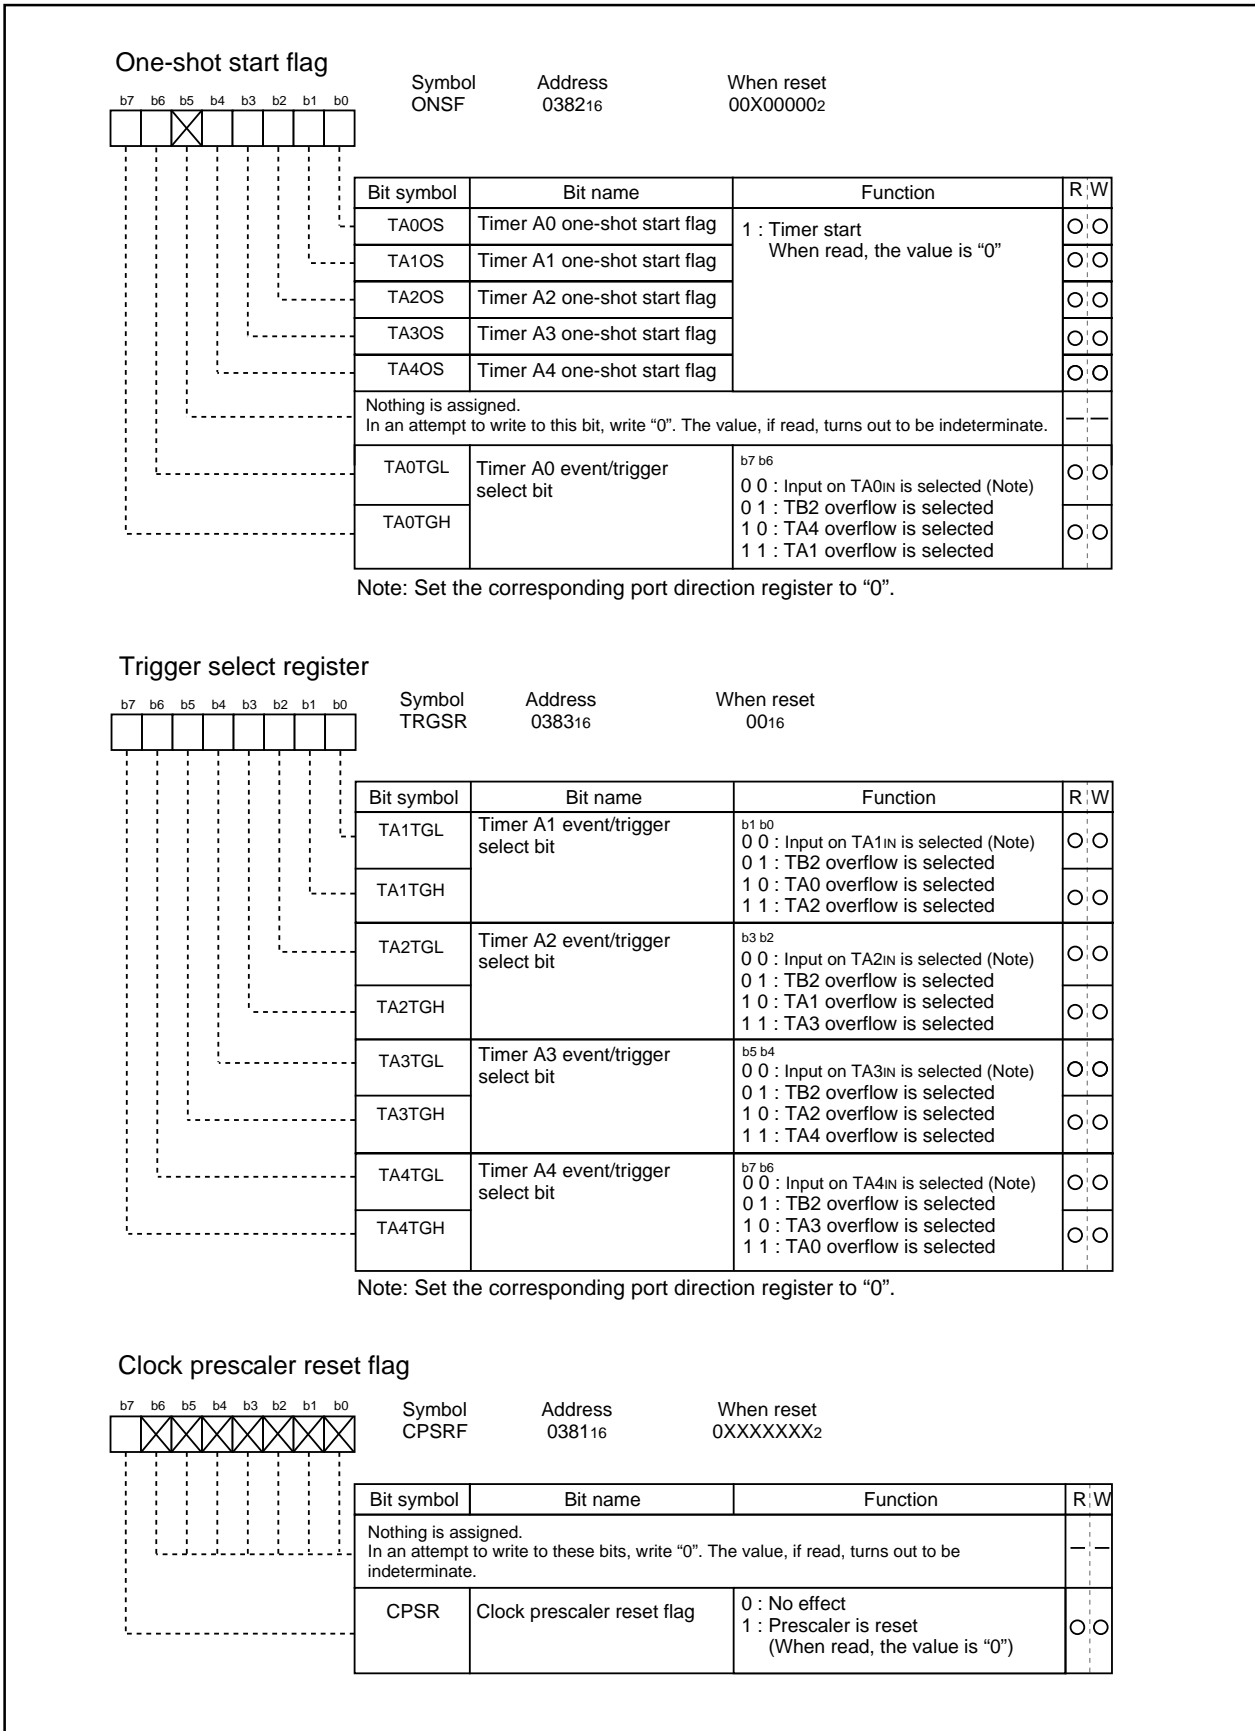 One-shot start flag
Symbol Address When reset
b7 b6 b5 b4 b3 b2 b1 b0
ONSF 038216 00X000002
Bit symbol Bit name Function R W
TA0OS Timer A0 one-shot start flag 1 : Timer start
When read, the value is “0”
TA1OS Timer A1 one-shot start flag
TA2OS Timer A2 one-shot start flag
TA3OS Timer A3 one-shot start flag
TA4OS Timer A4 one-shot start flag
Nothing is assigned.
In an attempt to write to this bit, write “0”. The value, if read, turns out to be indeterminate.
TA0TGL Timer A0 event/trigger
select bit
b7 b6
0 0 : Input on TA0IN is selected (Note)
0 1 : TB2 overflow is selected
TA0TGH 1 0 : TA4 overflow is selected
1 1 : TA1 overflow is selected
Note: Set the corresponding port direction register to “0”.
Trigger select register
Symbol Address When reset
b7 b6 b5 b4 b3 b2 b1 b0
TRGSR 038316 0016
Bit symbol Bit name Function R W
TA1TGL Timer A1 event/trigger
select bit
b1 b0
0 0 : Input on TA1IN is selected (Note)
0 1 : TB2 overflow is selected
TA1TGH 1 0 : TA0 overflow is selected
1 1 : TA2 overflow is selected
TA2TGL Timer A2 event/trigger
select bit
b3 b2
0 0 : Input on TA2IN is selected (Note)
0 1 : TB2 overflow is selected
TA2TGH 1 0 : TA1 overflow is selected
1 1 : TA3 overflow is selected
TA3TGL Timer A3 event/trigger
select bit
b5 b4
0 0 : Input on TA3IN is selected (Note)
0 1 : TB2 overflow is selected
TA3TGH 1 0 : TA2 overflow is selected
1 1 : TA4 overflow is selected
TA4TGL Timer A4 event/trigger
select bit
b7 b6
0 0 : Input on TA4IN is selected (Note)
0 1 : TB2 overflow is selected
TA4TGH 1 0 : TA3 overflow is selected
1 1 : TA0 overflow is selected
Note: Set the corresponding port direction register to “0”.
Clock prescaler reset flag
Symbol Address When reset
b7 b6 b5 b4 b3 b2 b1 b0
CPSRF 038116 0XXXXXXX2
Bit symbol Bit name Function R W
Nothing is assigned.
In an attempt to write to these bits, write “0”. The value, if read, turns out to be
indeterminate.
CPSR Clock prescaler reset flag 0 : No effect
1 : Prescaler is reset
(When read, the value is “0”)